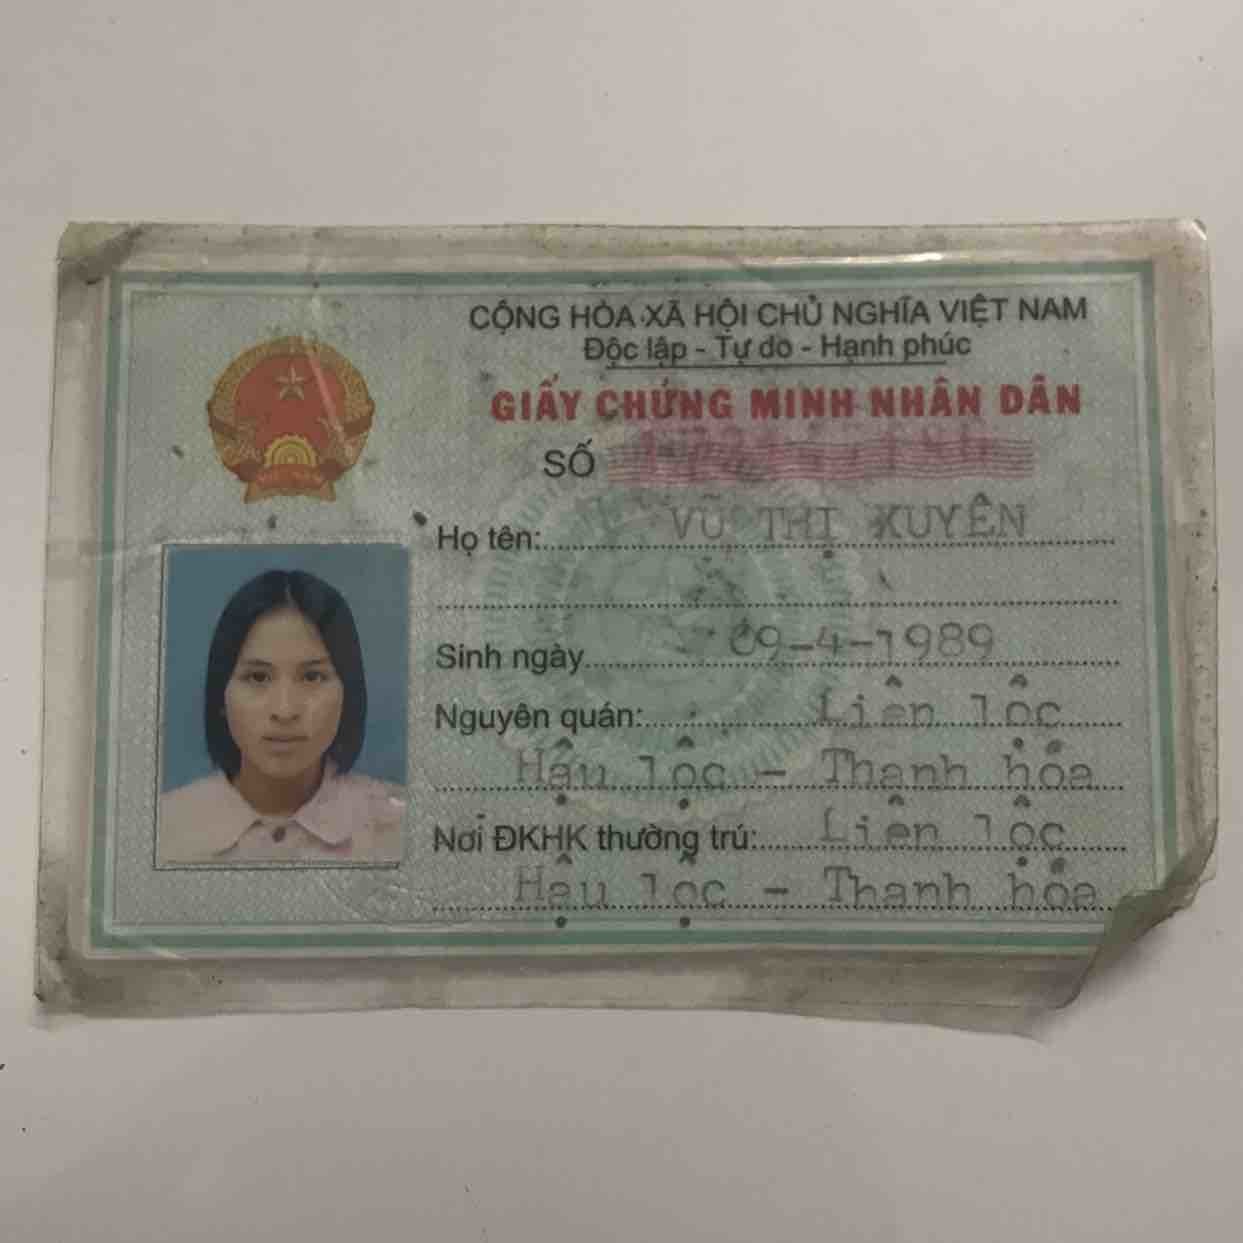 CỘNG HÒA XÃ HỘI CHỦ NGHĨA VIỆT NAM
Độc lập - Tự do - Hạnh phúc
GIẤY CHỨNG MINH NHÂN DÂN
SỐ
Họ tên: VŨ THỊ XUYÊN
Sinh ngày 09-4-1989
Nguyên quán: Liên lộc
Hậu lộc - Thanh hóa
Nơi ĐKHK thường trú: Liên lộc
Hậu lộc - Thanh hóa